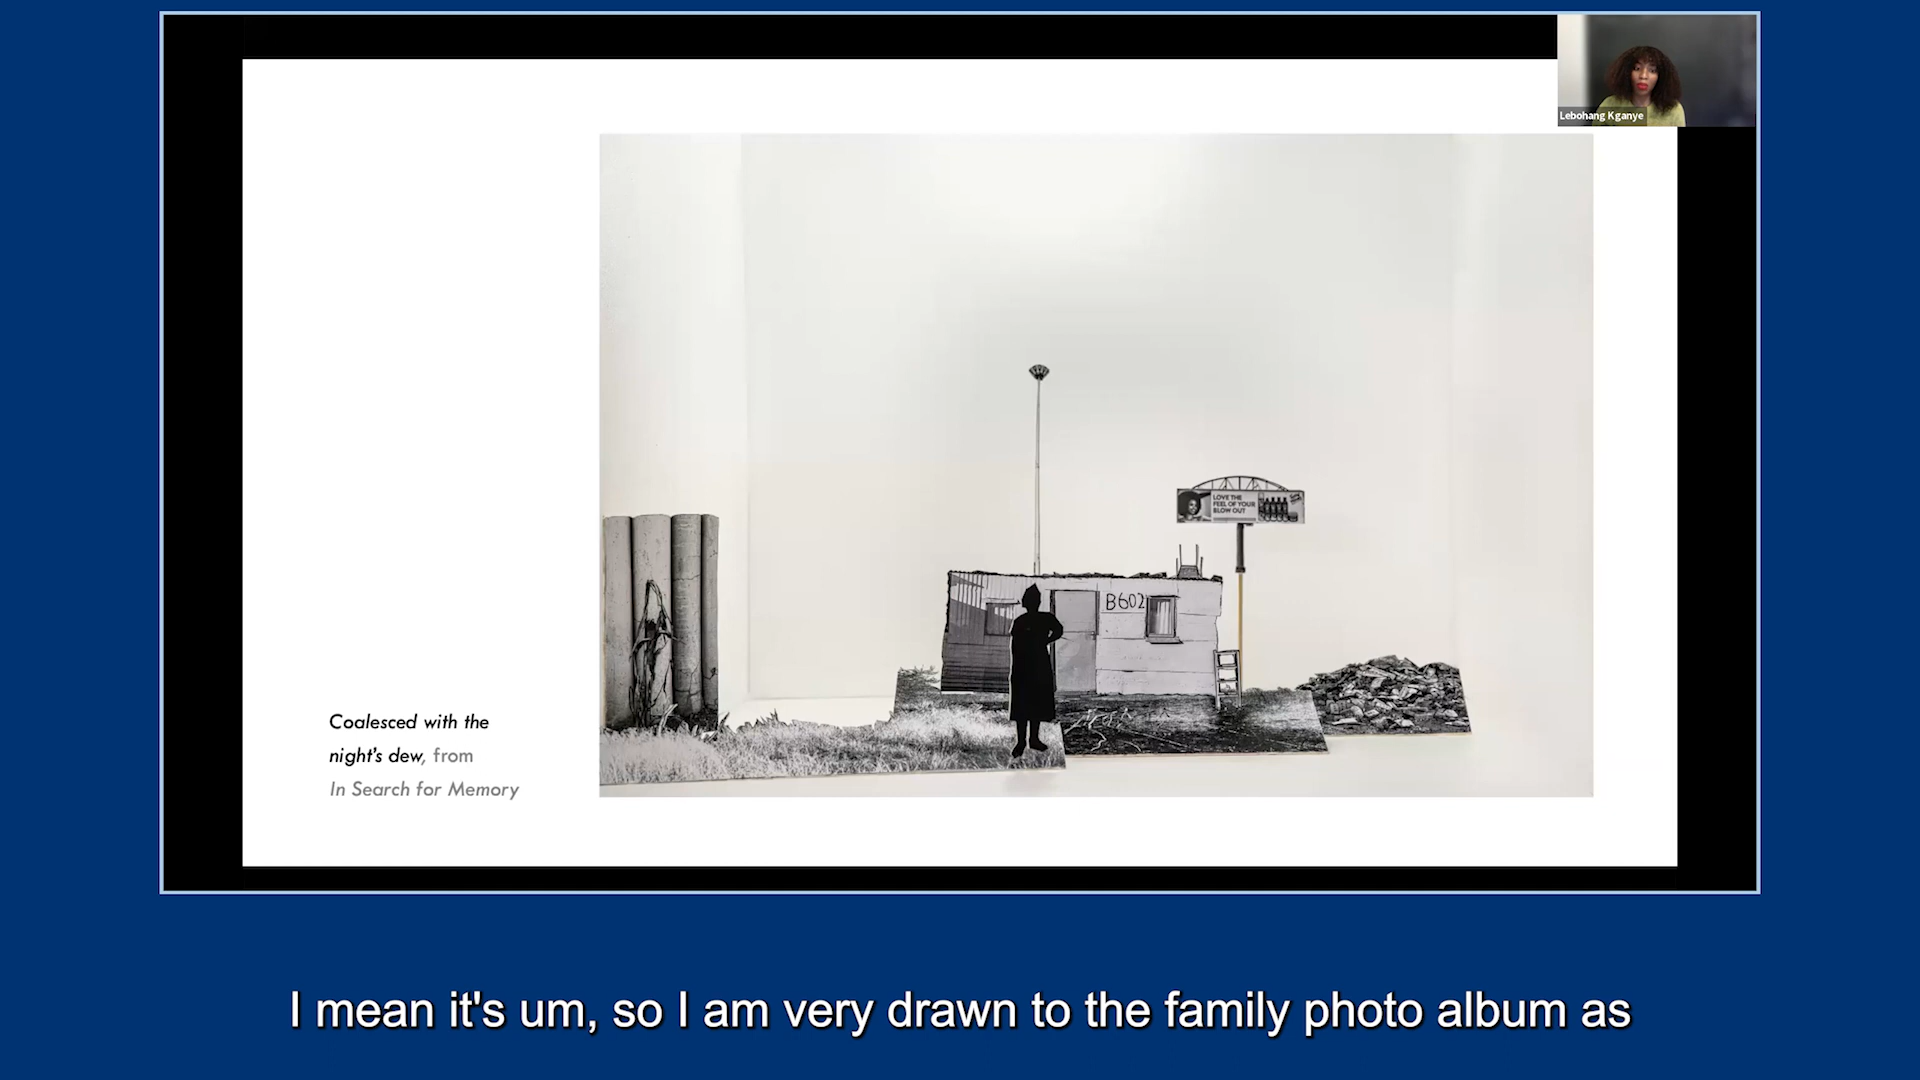 Lebohang Kganye
LOVE THE
FEEL OF YOUR
BLOW OUT
B602
Coalesced with the
night's dew, from
In Search for Memory
I mean it's um, so I am very drawn to the family photo album as